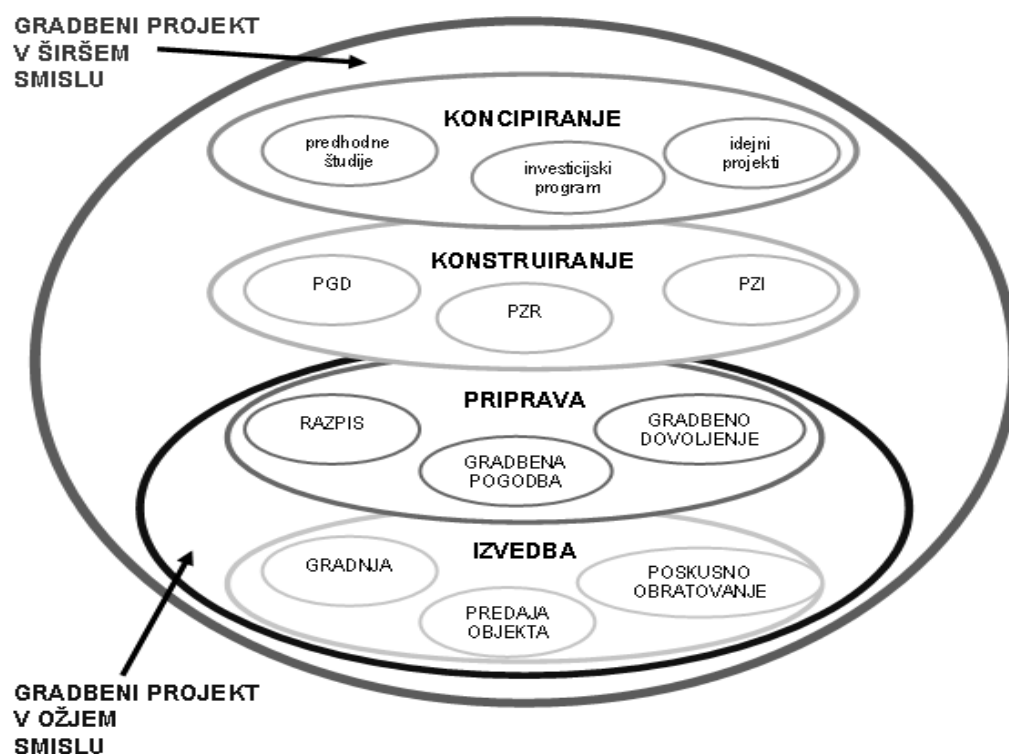 GRADBENI PROJEKT
V ŠIRŠEM
SMISLU
KONCIPIRANJE
predhodne
študije
investicijski
program
idejni
projekti
KONSTRUIRANJE
PGD
PZR
PZI
PRIPRAVA
RAZPIS
GRADBENA
POGODBA
GRADBENO
DOVOLJENJE
IZVEDBA
GRADNJA
PREDAJA
OBJEKTA
POSKUSNO
OBRATOVANJE
GRADBENI PROJEKT
V OŽJEM
SMISLU